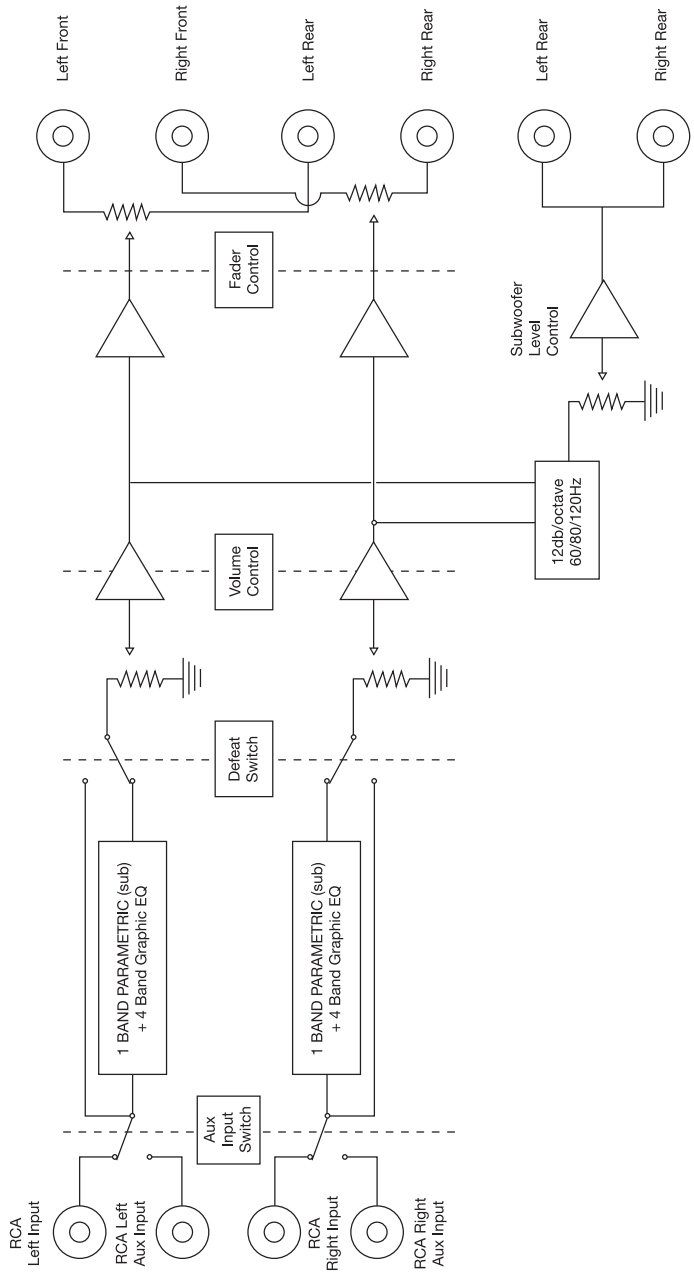 RCA
Left Input
RCA Left
Aux Input
RCA
Right Input
RCA Right
Aux Input
Aux
Input
Switch
1 BAND PARAMETRIC (sub)
+ 4 Band Graphic EQ
1 BAND PARAMETRIC (sub)
+ 4 Band Graphic EQ
Defeat
Switch
Volume
Control
12db/octave
60/80/120Hz
Fader
Control
Subwoofer
Level
Control
Left Front
Right Front
Left Rear
Right Rear
Left Rear
Right Rear